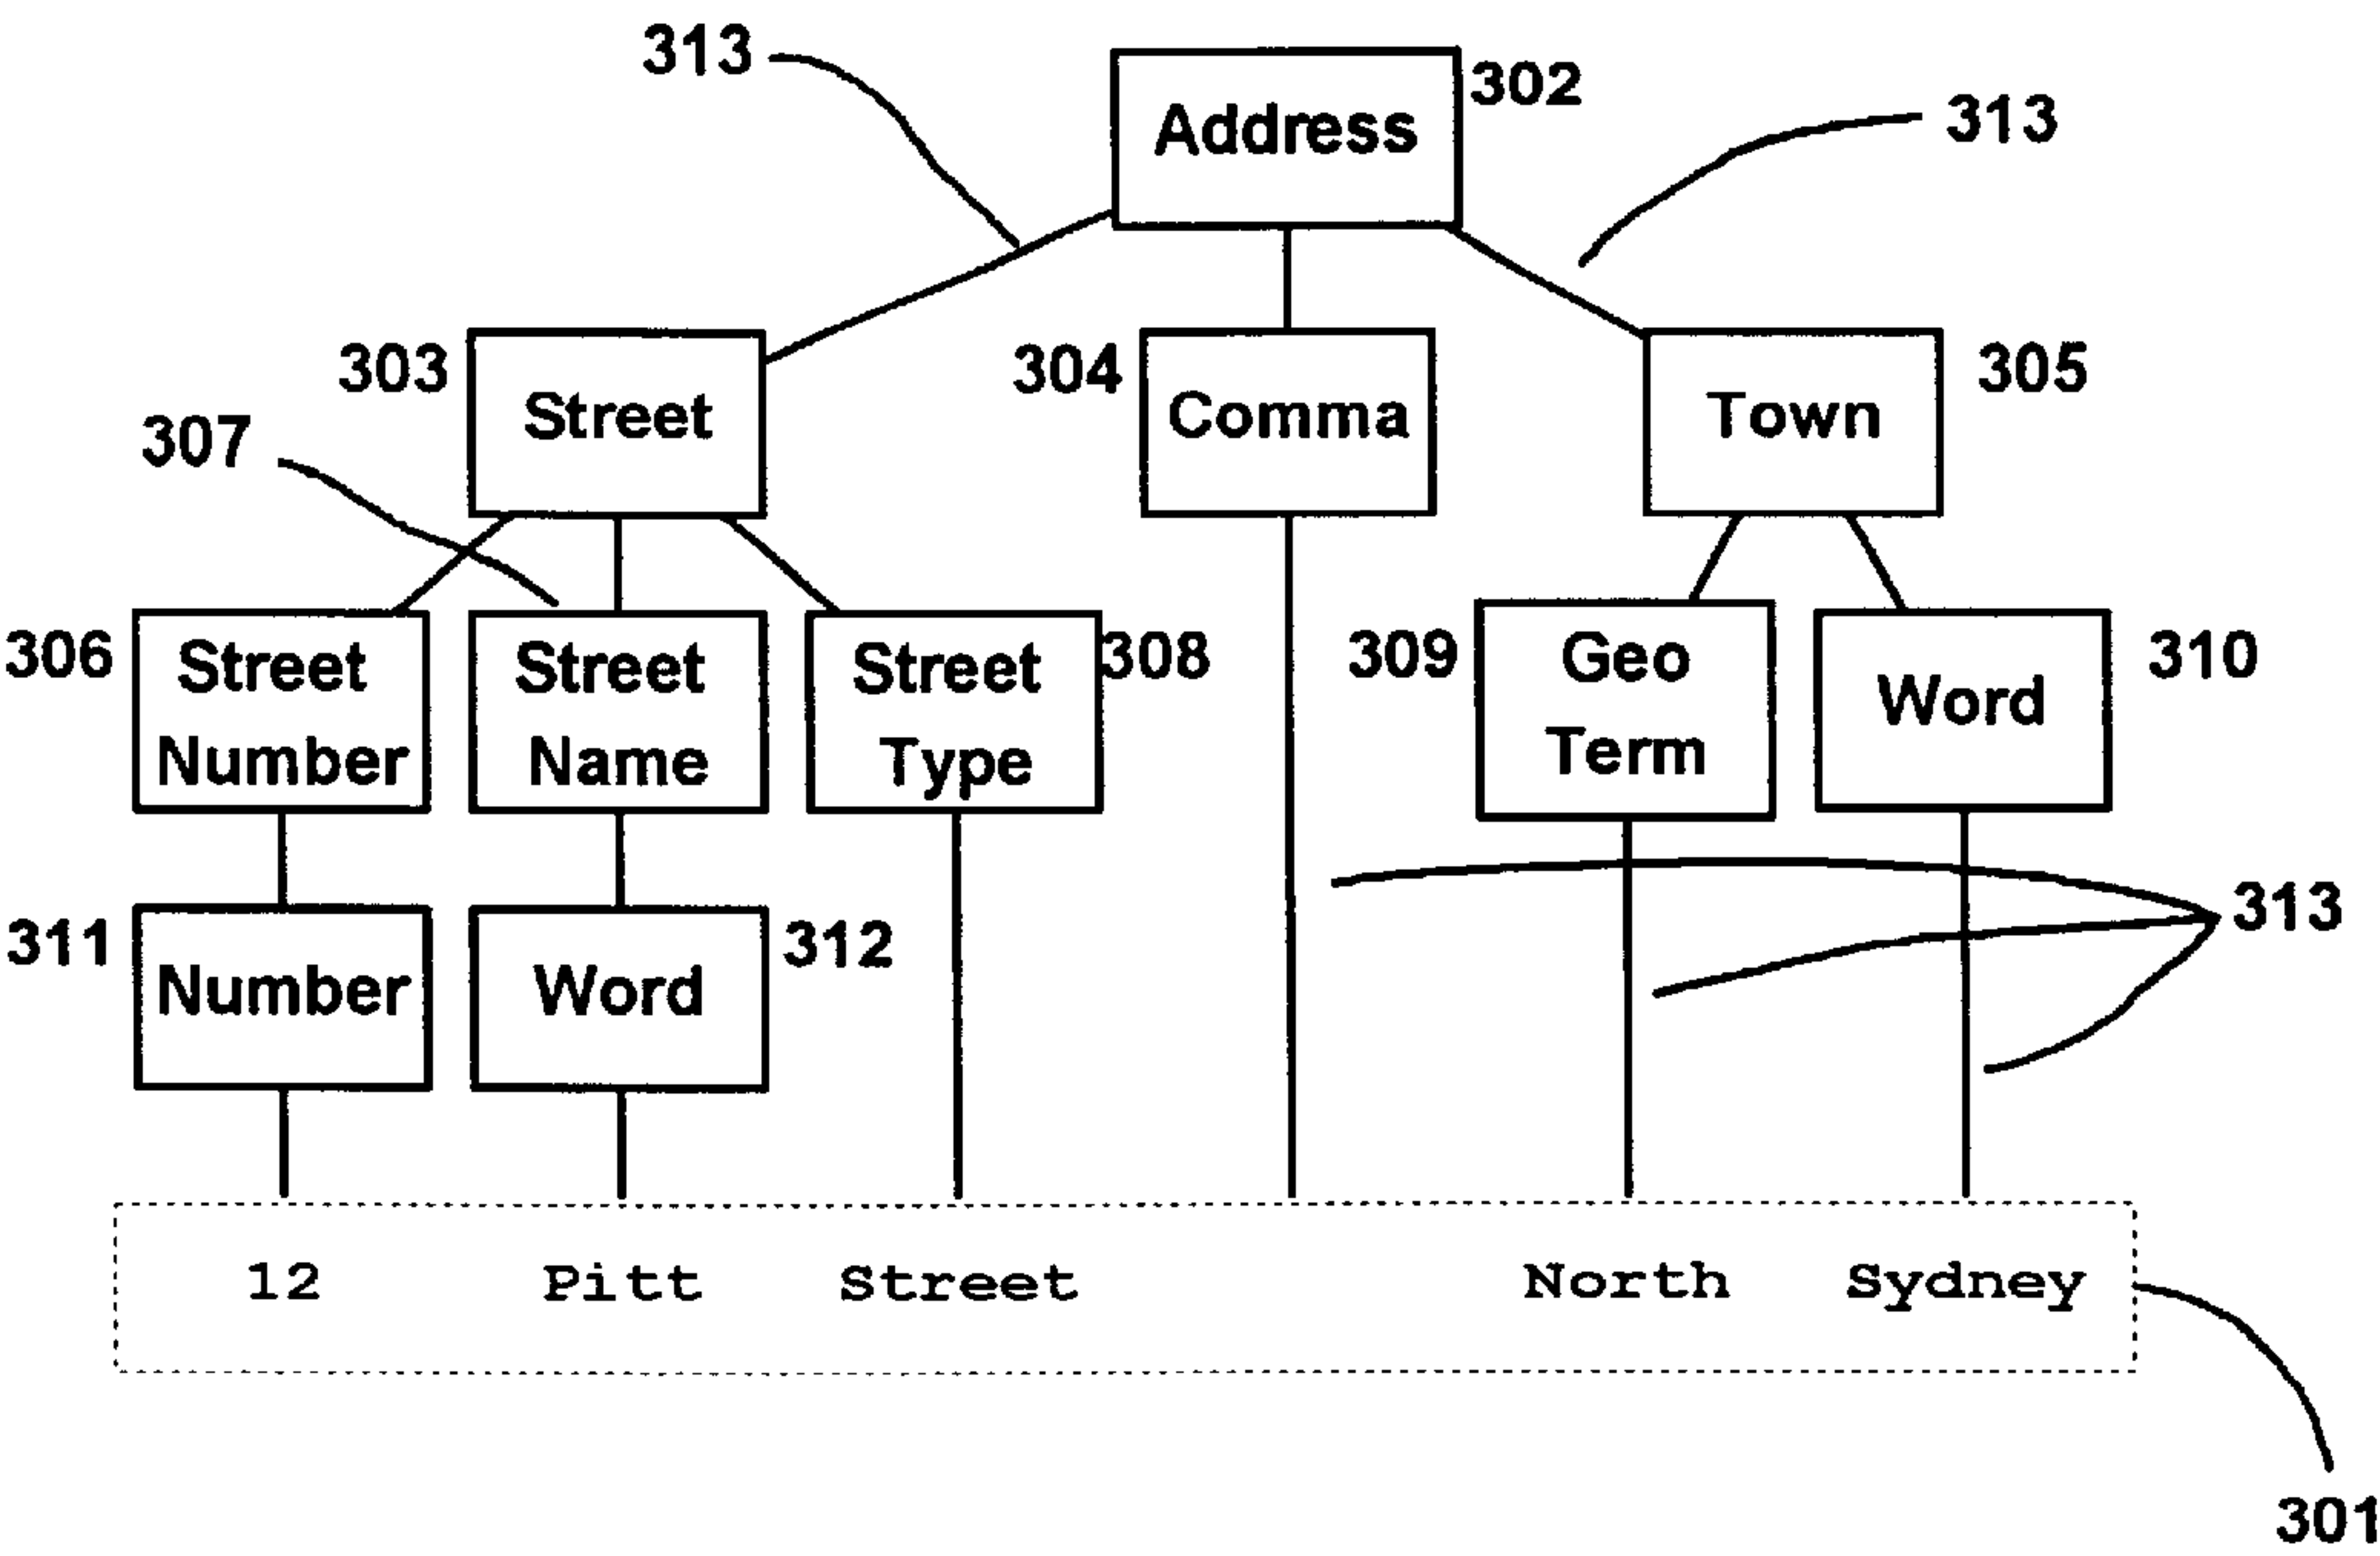 313
Address
302
313
303
Street
304
Comma
305
Town
307
306
Street
Number
Street
Name
Street
Type
308
309
Geo
Term
Word
310
311
Number
Word
312
313
12 Pitt Street North Sydney
301